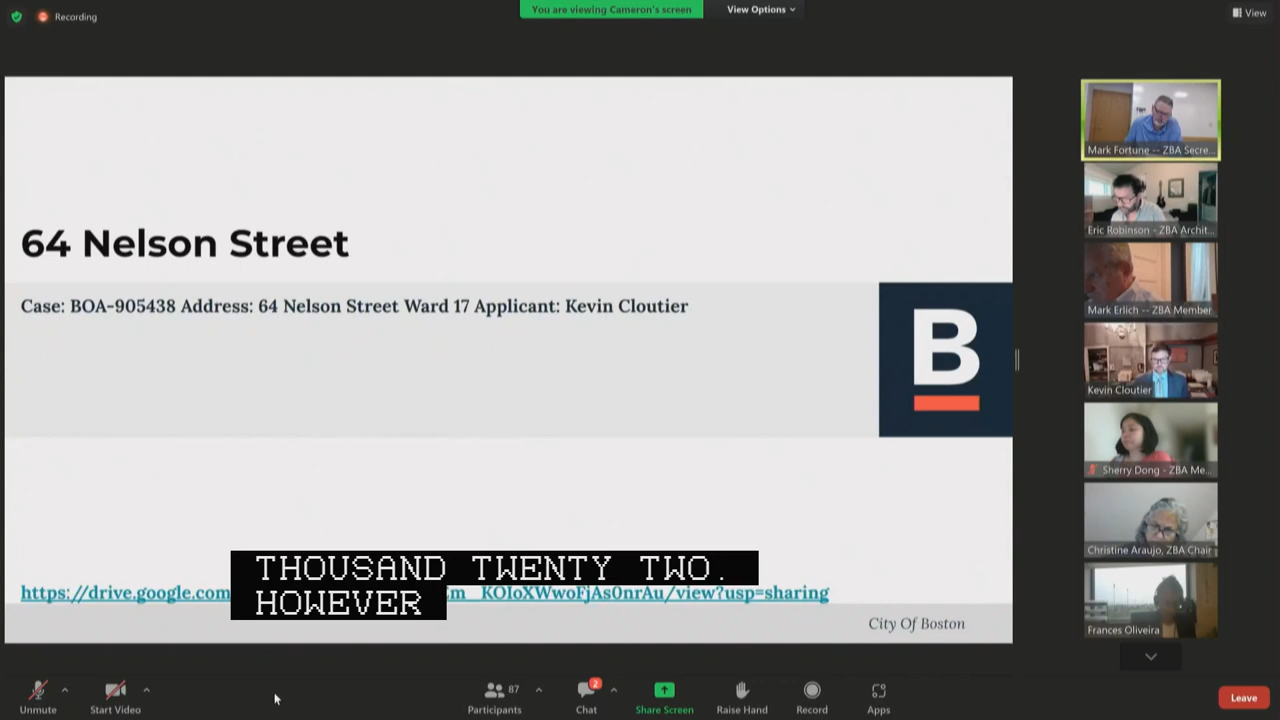 Recording
You are viewing Cameron's screen
View Options
View
64 Nelson Street
Case: BOA-905438 Address: 64 Nelson Street Ward 17 Applicant: Kevin Cloutier
B
THOUSAND TWENTY TWO.
HOWEVER
https://drive.google.com
m_KOIoXWwoFjAs0nrAu/view?usp=sharing
City Of Boston
Mark Fortune -- ZBA Secre...
Eric Robinson - ZBA Archit...
Mark Erlich -- ZBA Member
Kevin Cloutier
Sherry Dong - ZBA Me...
Christine Araujo, ZBA Chair
Frances Oliveira
Unmute
Start Video
Participants
87
Chat
2
Share Screen
Raise Hand
Record
Apps
Leave